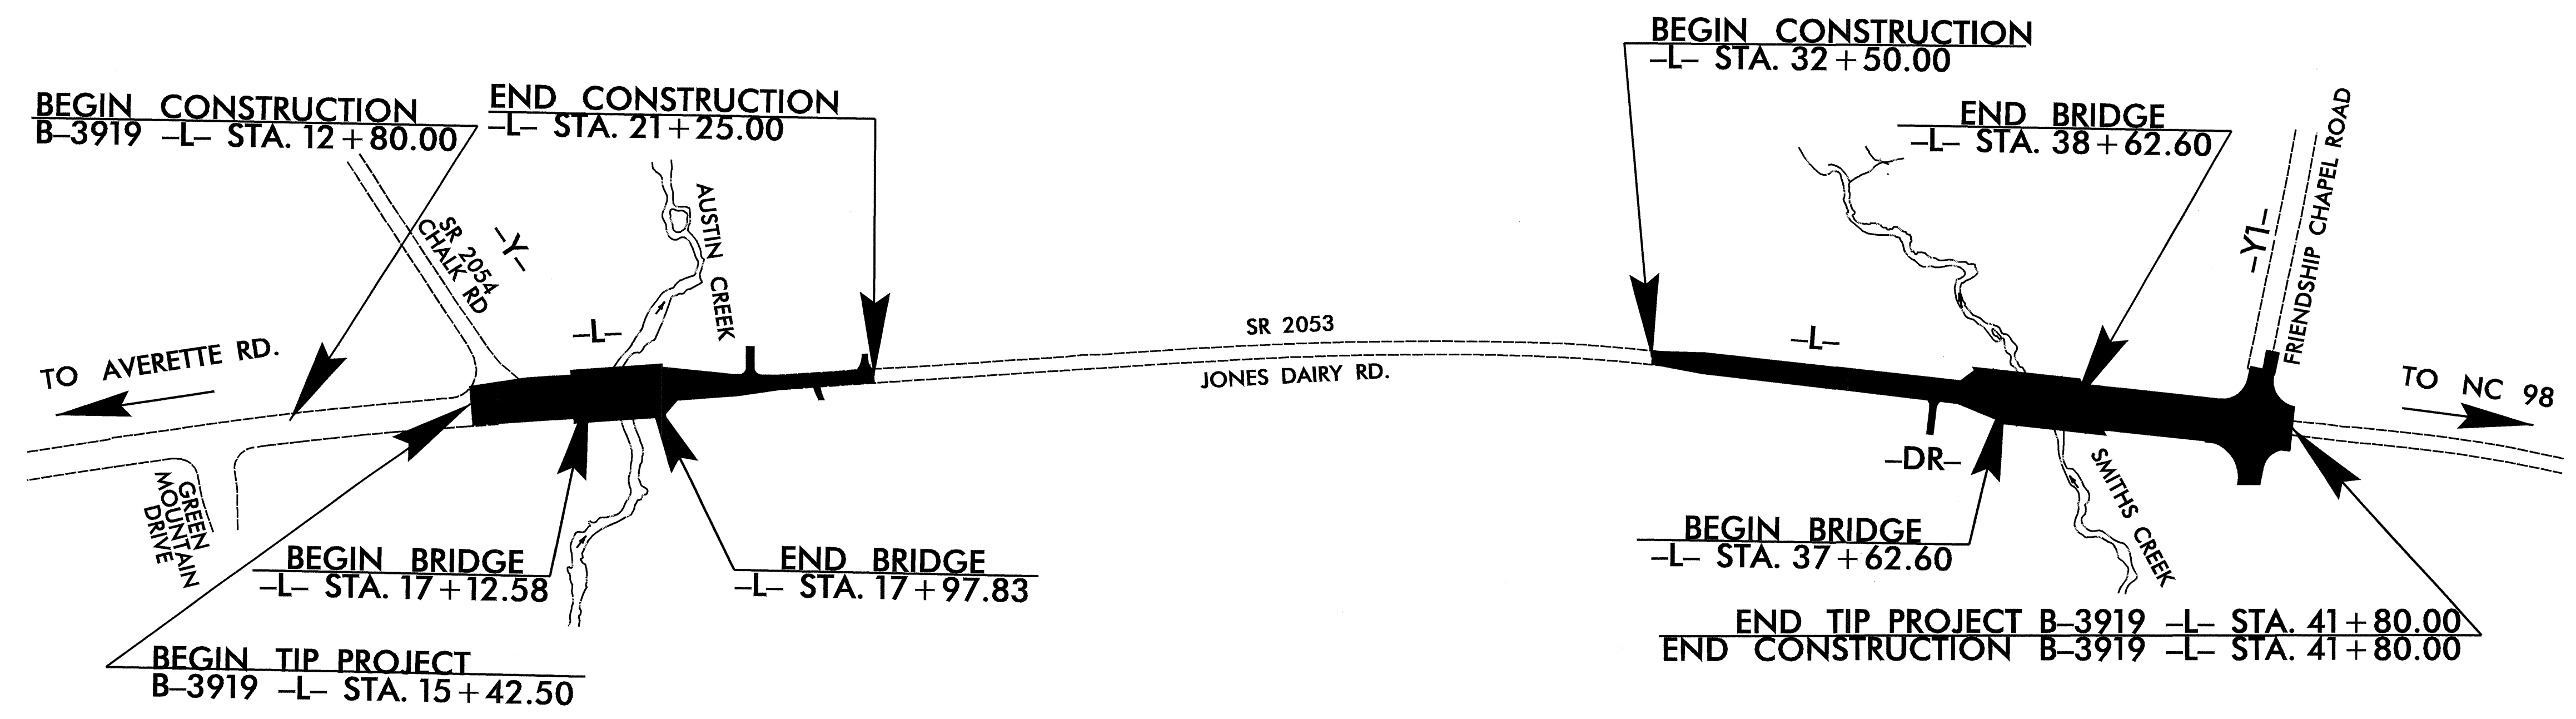 BEGIN CONSTRUCTION
B–3919 –L– STA. 12+80.00
END CONSTRUCTION
–L– STA. 21+25.00
BEGIN CONSTRUCTION
–L– STA. 32+50.00
END BRIDGE
–L– STA. 38+62.60
SR 2054
CHALK RD
–Y–
AUSTIN CREEK
–L–
TO AVERETTE RD.
GREEN
MOUNTAIN
DRIVE
SR 2053
JONES DAIRY RD.
–L–
–DR–
–Y1–
FRIENDSHIP CHAPEL ROAD
TO NC 98
SMITHS CREEK
BEGIN BRIDGE
–L– STA. 17+12.58
END BRIDGE
–L– STA. 17+97.83
BEGIN BRIDGE
–L– STA. 37+62.60
BEGIN TIP PROJECT
B–3919 –L– STA. 15+42.50
END TIP PROJECT B–3919 –L– STA. 41+80.00
END CONSTRUCTION B–3919 –L– STA. 41+80.00